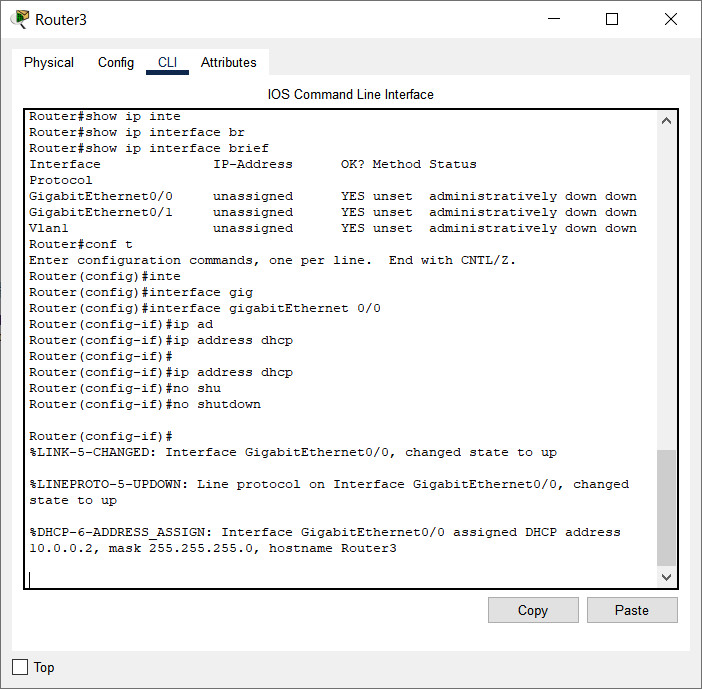 Router3
Physical Config CLI Attributes
IOS Command Line Interface
Router#show ip inte
Router#show ip interface br
Router#show ip interface brief
Interface              IP-Address      OK? Method Status
Protocol
GigabitEthernet0/0     unassigned      YES unset  administratively down down
GigabitEthernet0/1     unassigned      YES unset  administratively down down
Vlan1                  unassigned      YES unset  administratively down down
Router#conf t
Enter configuration commands, one per line.  End with CNTL/Z.
Router(config)#inte
Router(config)#interface gig
Router(config)#interface gigabitEthernet 0/0
Router(config-if)#ip ad
Router(config-if)#ip address dhcp
Router(config-if)#
Router(config-if)#ip address dhcp
Router(config-if)#no shu
Router(config-if)#no shutdown
Router(config-if)#
%LINK-5-CHANGED: Interface GigabitEthernet0/0, changed state to up
%LINEPROTO-5-UPDOWN: Line protocol on Interface GigabitEthernet0/0, changed
state to up
%DHCP-6-ADDRESS_ASSIGN: Interface GigabitEthernet0/0 assigned DHCP address
10.0.0.2, mask 255.255.255.0, hostname Router3
Copy Paste
Top